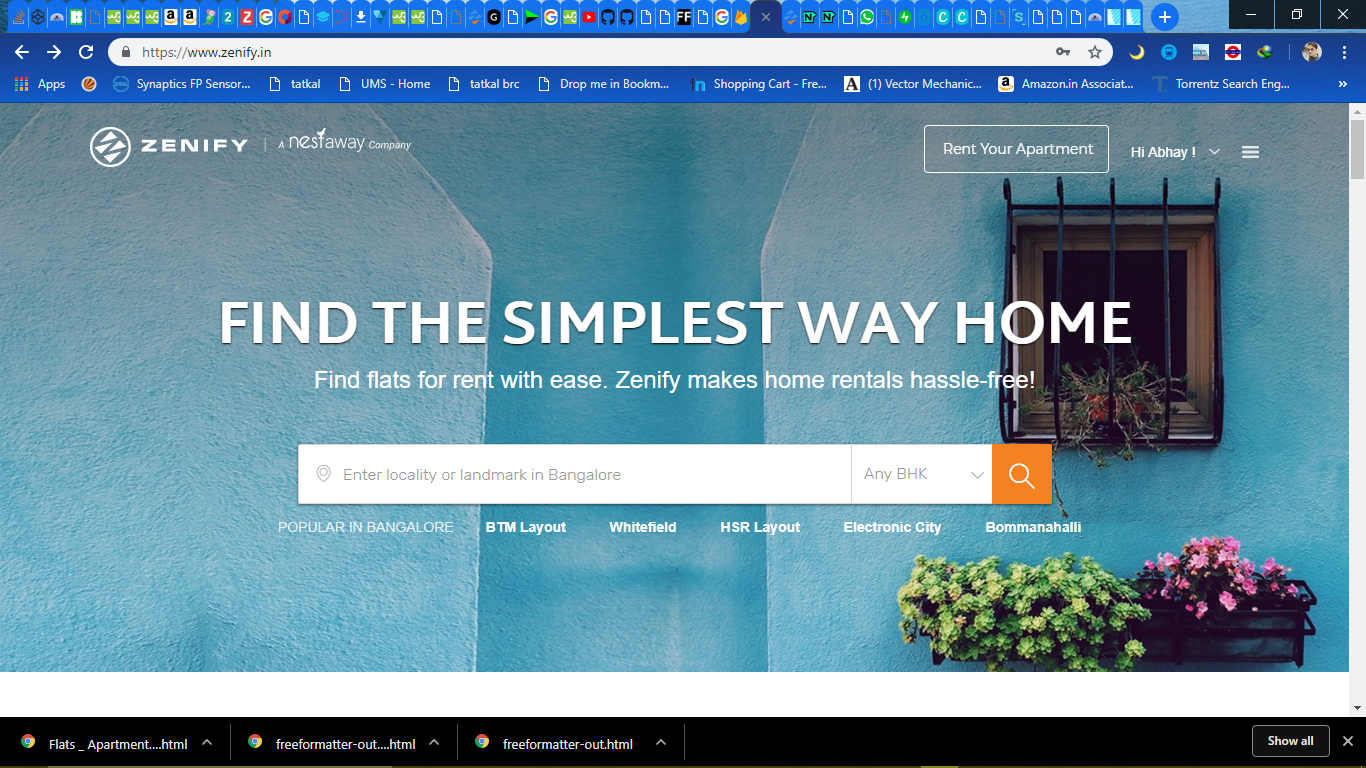 https://www.zenify.in
Apps
Synaptics FP Sensor...
tatkal
UMS - Home
tatkal brc
Drop me in Bookm...
Shopping Cart - Fre...
(1) Vector Mechanic...
Amazon.in Associat...
Torrentz Search Eng...
»
ZENIFY | A nestaway Company
Rent Your Apartment
Hi Abhay !
FIND THE SIMPLEST WAY HOME
Find flats for rent with ease. Zenify makes home rentals hassle-free!
Enter locality or landmark in Bangalore
Any BHK
POPULAR IN BANGALORE BTM Layout Whitefield HSR Layout Electronic City Bommanahalli
Flats _ Apartment....html
freeformatter-out....html
freeformatter-out.html
Show all